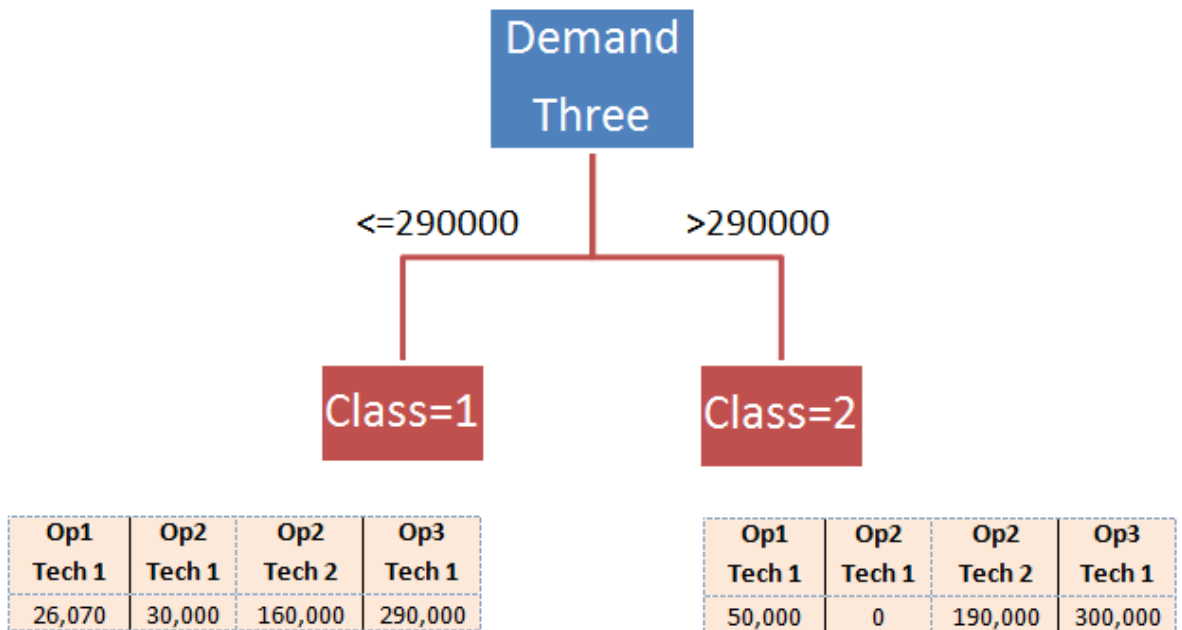 Demand
Three
<=290000 >290000
Class=1 Class=2
Op1 Op2 Op2 Op3
Tech 1 Tech 1 Tech 2 Tech 1
26,070 30,000 160,000 290,000
Op1 Op2 Op2 Op3
Tech 1 Tech 1 Tech 2 Tech 1
50,000 0 190,000 300,000